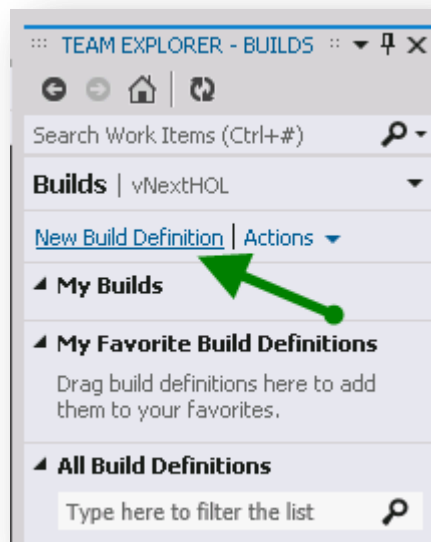 TEAM EXPLORER - BUILDS
Search Work Items (Ctrl+#)
Builds | vNextHOL
New Build Definition | Actions
My Builds
My Favorite Build Definitions
Drag build definitions here to add
them to your favorites.
All Build Definitions
Type here to filter the list